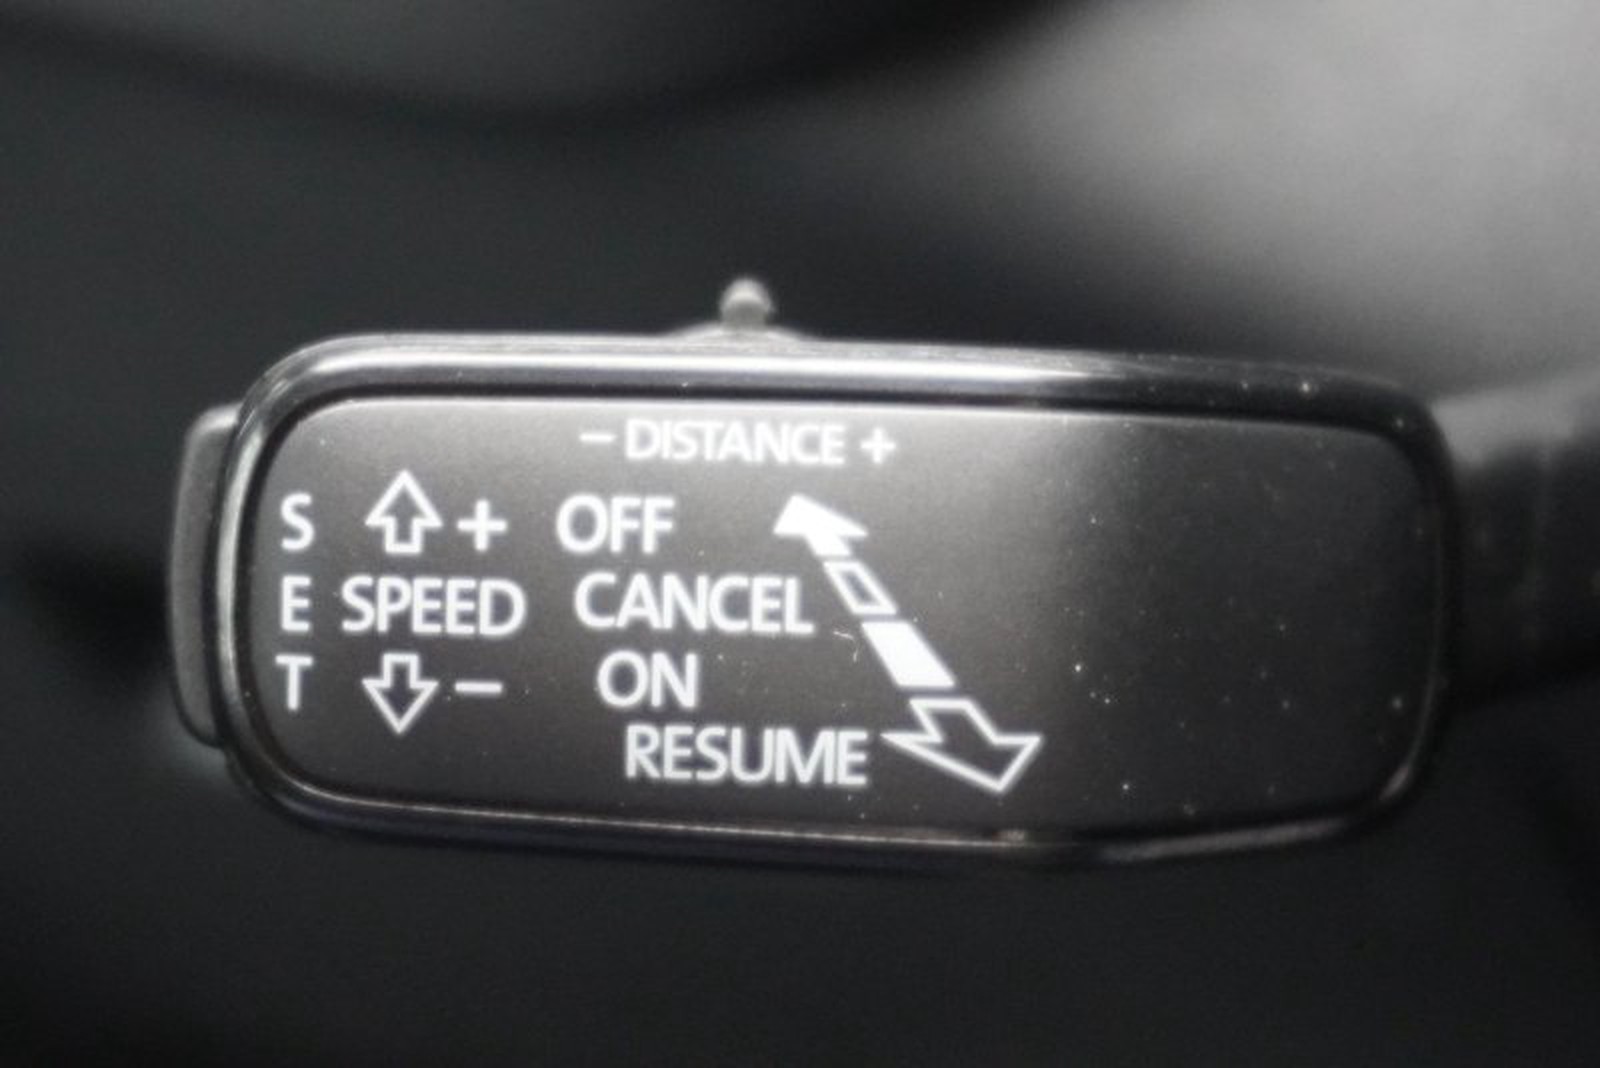 − DISTANCE +
S + OFF
E SPEED CANCEL
T − ON
RESUME